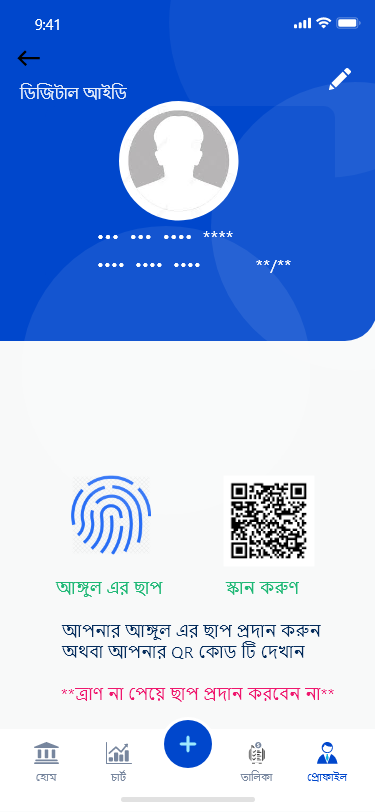 9:41
ডিজিটাল আইডি
••• ••• •••• ****
•••• •••• •••• **/**
আঙ্গুল এর ছাপ
স্কান করুণ
আপনার আঙ্গুল এর ছাপ প্রদান করুন
অথবা আপনার QR কোড টি দেখান
**ত্রাণ না পেয়ে ছাপ প্রদান করবেন না**
হোম
চার্ট
তালিকা
প্রোফাইল